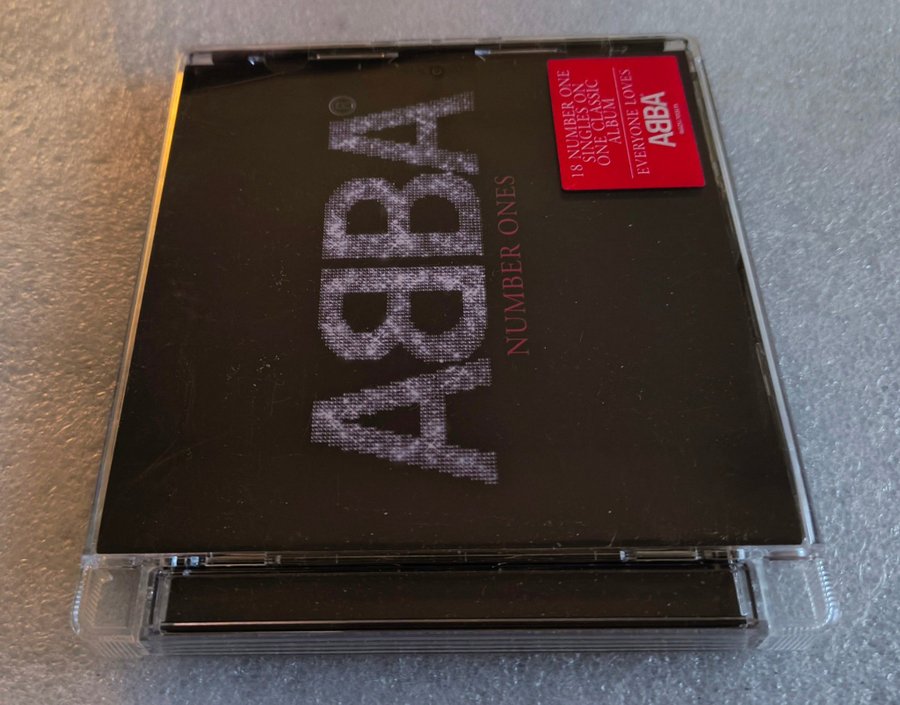 ABBA®
NUMBER ONES
18 NUMBER ONE
SINGLES ON
ONE CLASSIC
ALBUM
EVERYONE LOVES
ABBA